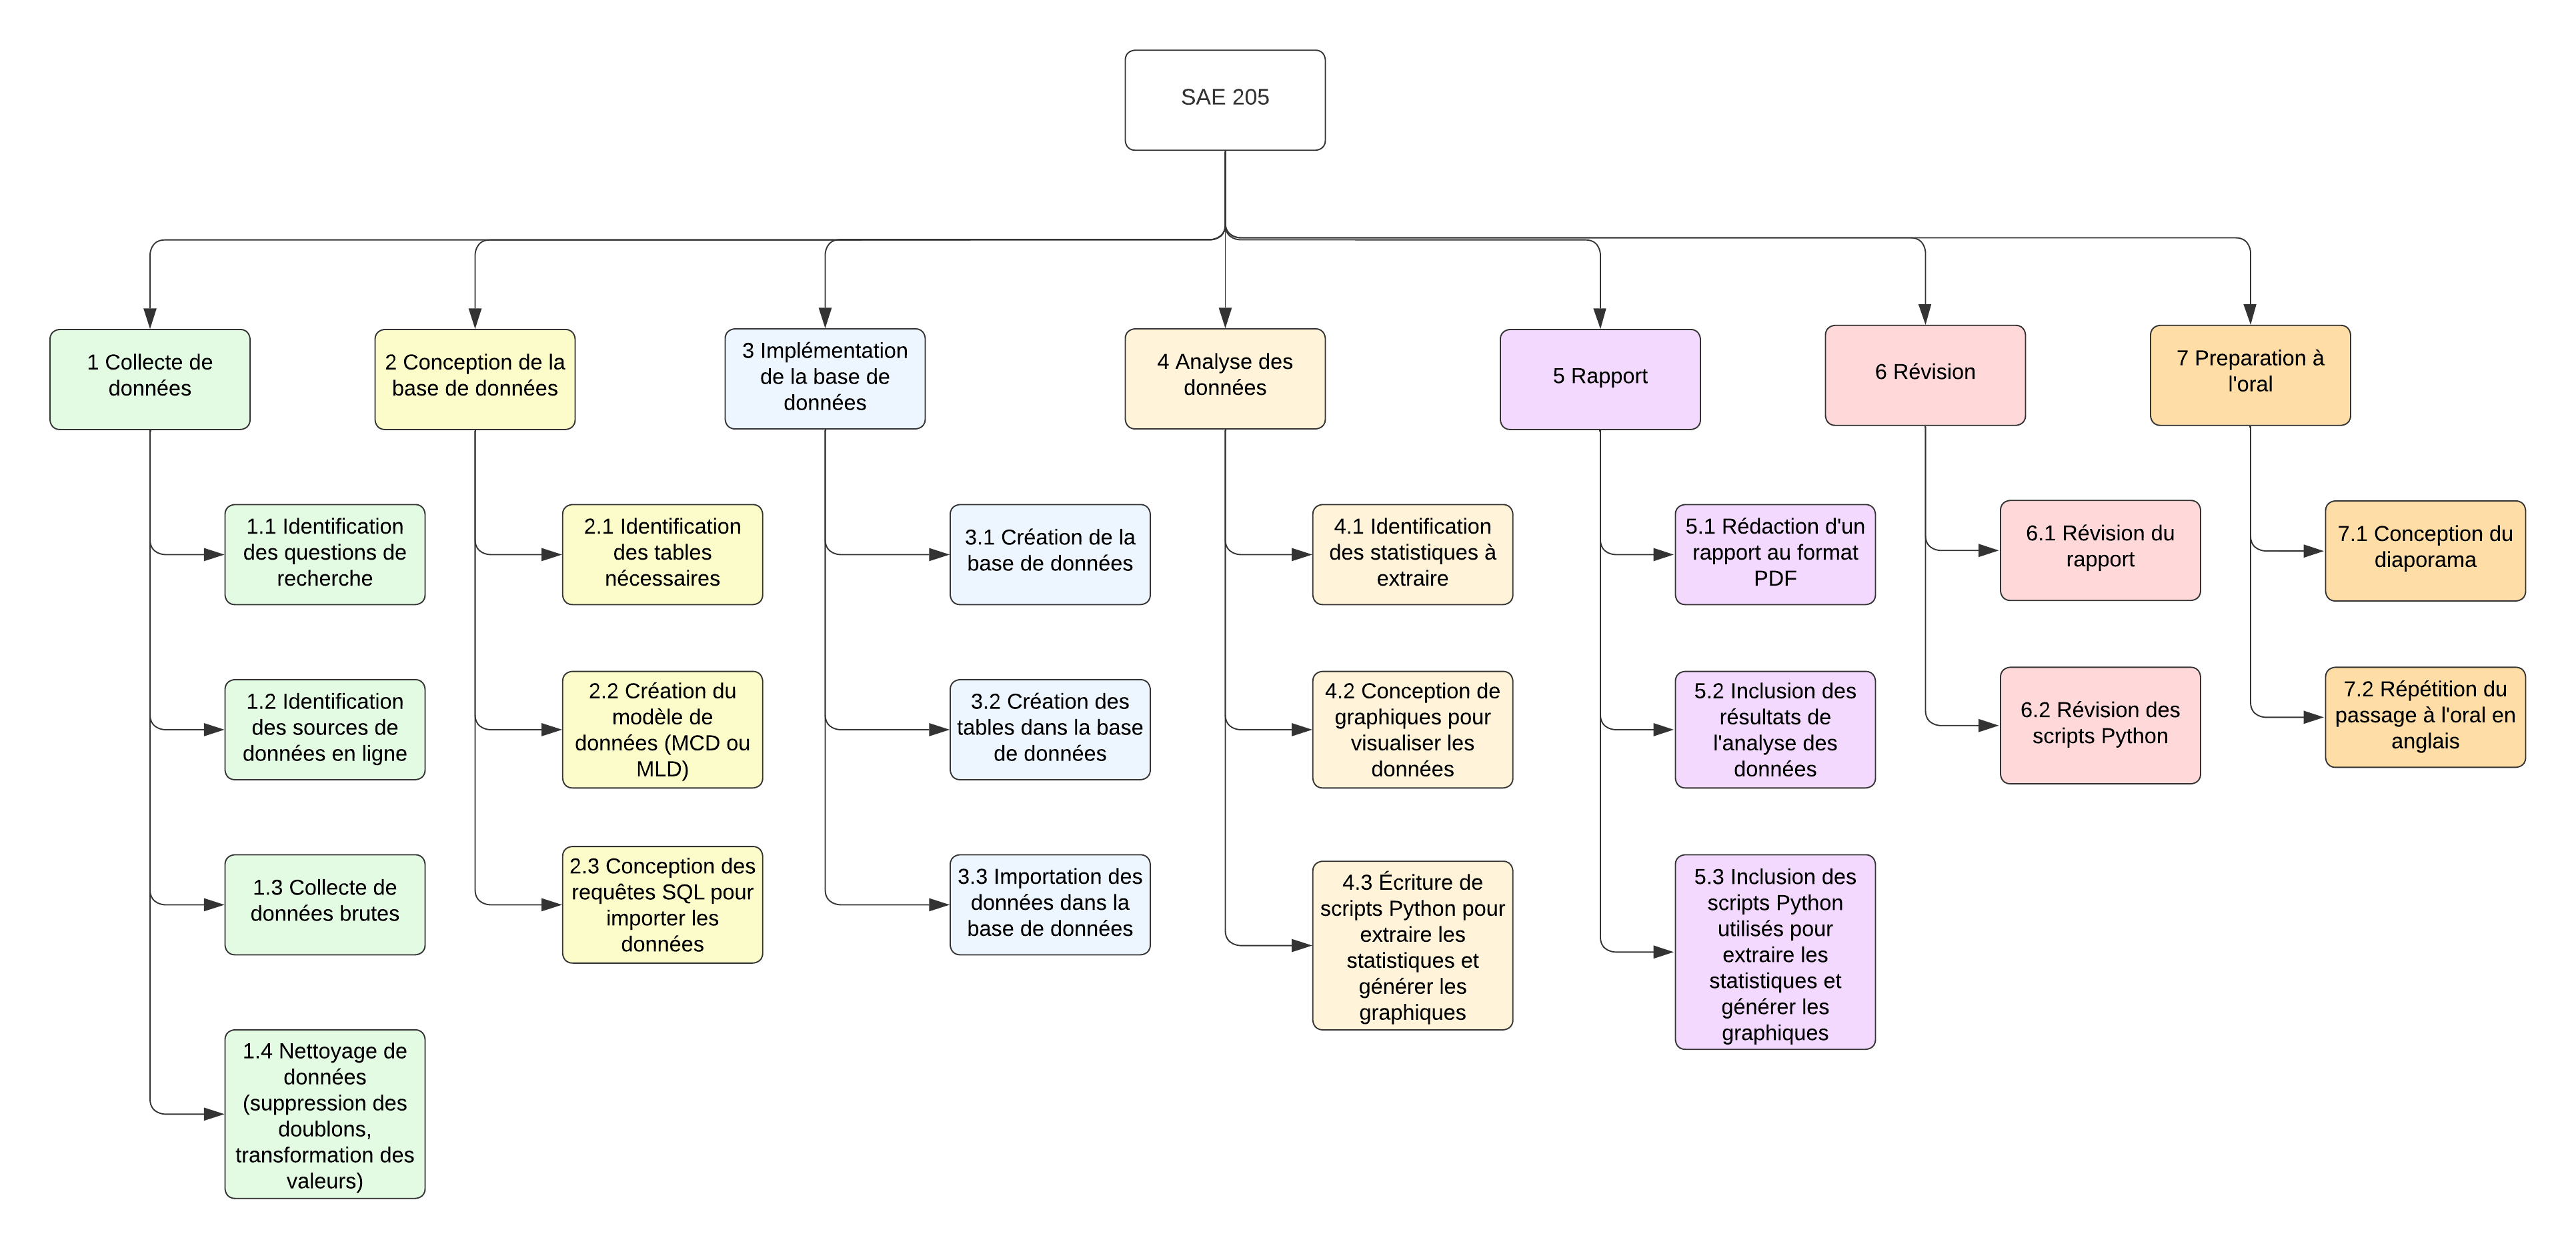 SAE 205
1 Collecte de
données
2 Conception de la
base de données
3 Implémentation
de la base de
données
4 Analyse des
données
5 Rapport
6 Révision
7 Preparation à
l'oral
1.1 Identification
des questions de
recherche
1.2 Identification
des sources de
données en ligne
1.3 Collecte de
données brutes
1.4 Nettoyage de
données
(suppression des
doublons,
transformation des
valeurs)
2.1 Identification
des tables
nécessaires
2.2 Création du
modèle de
données (MCD ou
MLD)
2.3 Conception des
requêtes SQL pour
importer les
données
3.1 Création de la
base de données
3.2 Création des
tables dans la base
de données
3.3 Importation des
données dans la
base de données
4.1 Identification
des statistiques à
extraire
4.2 Conception de
graphiques pour
visualiser les
données
4.3 Écriture de
scripts Python pour
extraire les
statistiques et
générer les
graphiques
5.1 Rédaction d'un
rapport au format
PDF
5.2 Inclusion des
résultats de
l'analyse des
données
5.3 Inclusion des
scripts Python
utilisés pour
extraire les
statistiques et
générer les
graphiques
6.1 Révision du
rapport
6.2 Révision des
scripts Python
7.1 Conception du
diaporama
7.2 Répétition du
passage à l'oral en
anglais